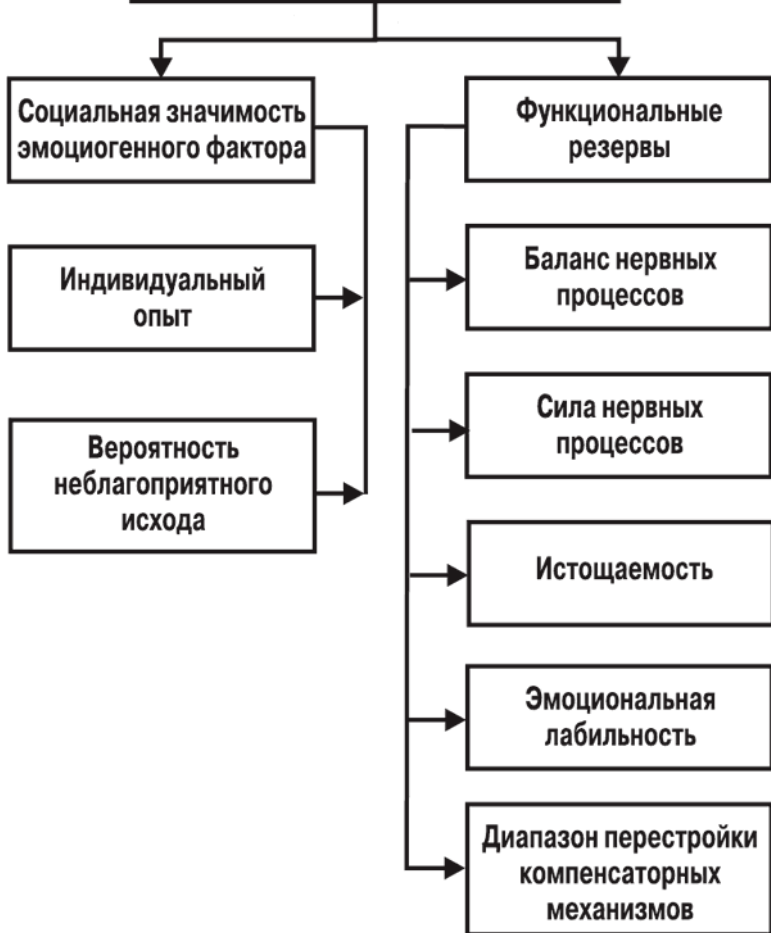 Социальная значимость
эмоциогенного фактора
Индивидуальный
опыт
Вероятность
неблагоприятного
исхода
Функциональные
резервы
Баланс нервных
процессов
Сила нервных
процессов
Истощаемость
Эмоциональная
лабильность
Диапазон перестройки
компенсаторных
механизмов